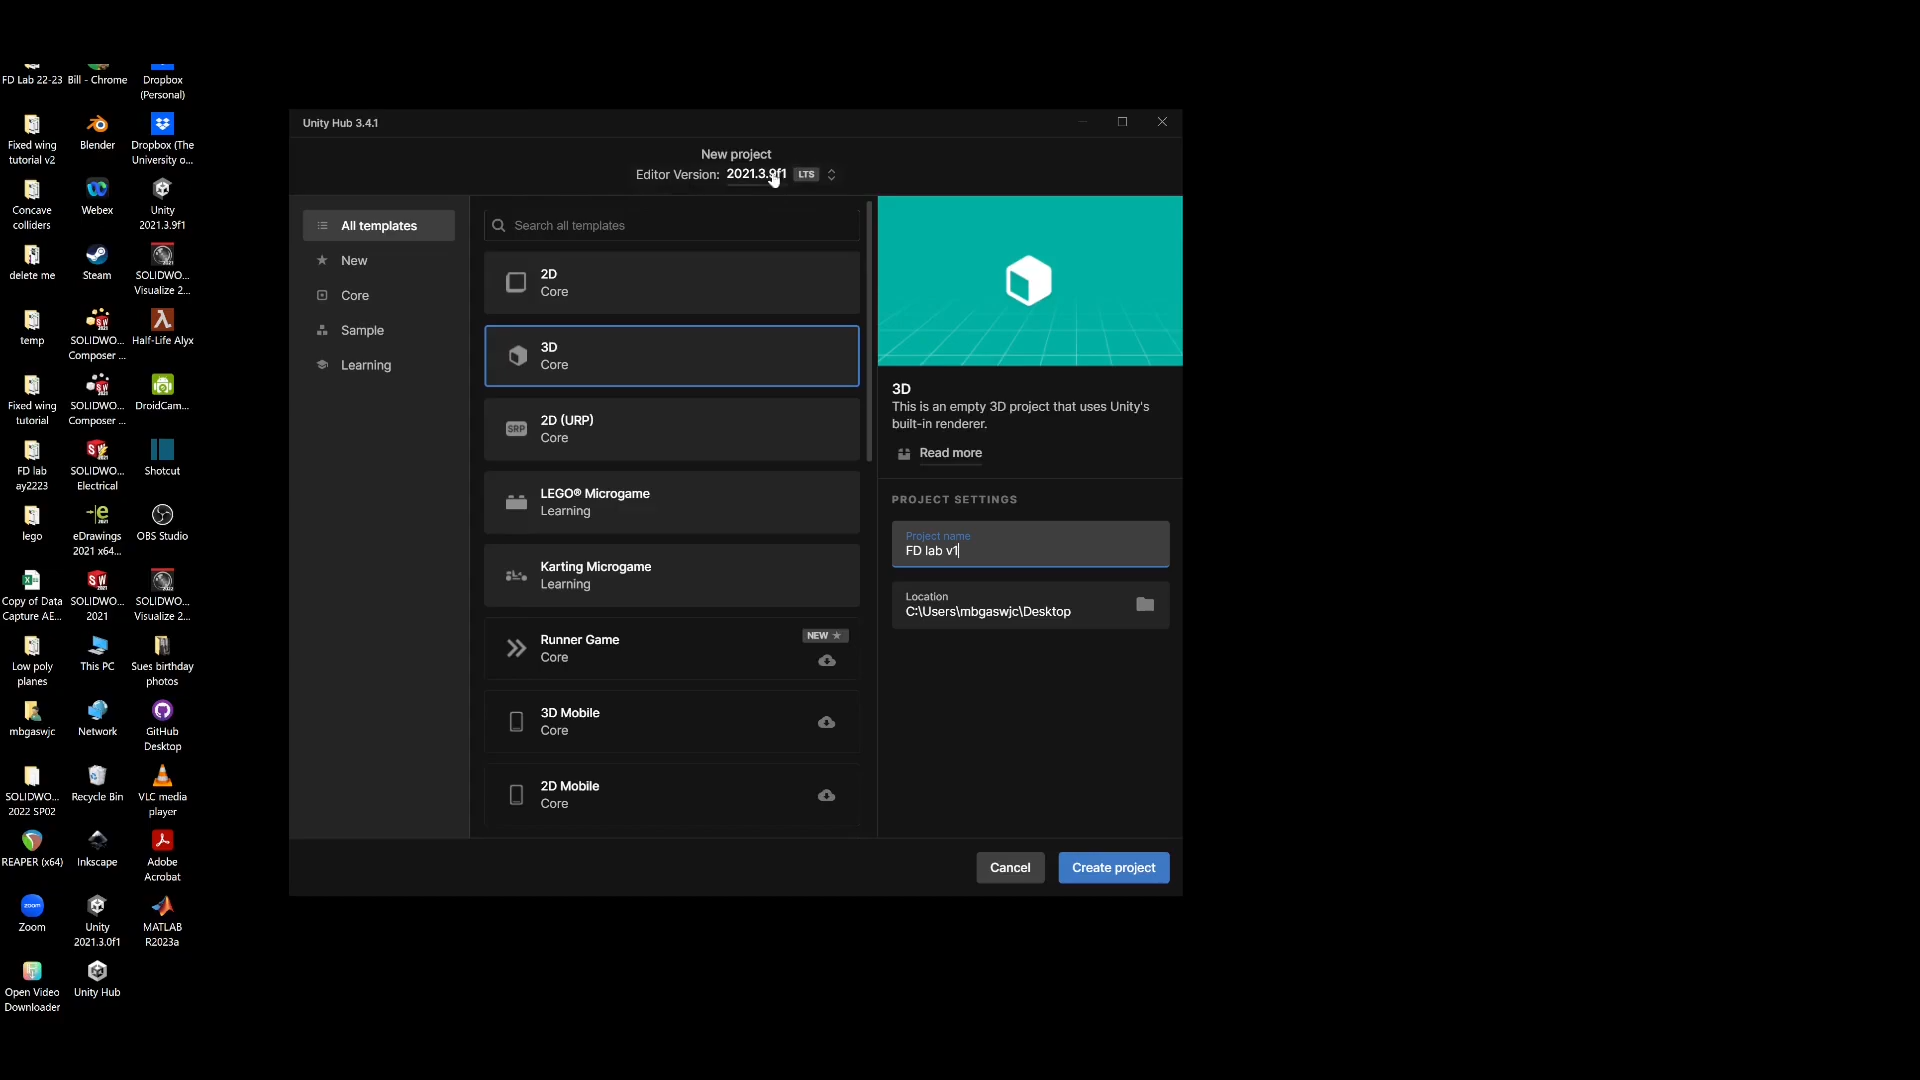 FD Lab 22-23
Bill - Chrome
Dropbox
(Personal)
Fixed wing
tutorial v2
Blender
Dropbox (The
University o...
Concave
colliders
Webex
Unity
2021.3.9f1
delete me
Steam
SOLIDWO...
Visualize 2...
temp
SOLIDWO...
Composer ...
Half-Life Alyx
Fixed wing
tutorial
SOLIDWO...
Composer ...
DroidCam...
FD lab
ay2223
SOLIDWO...
Electrical
Shotcut
lego
eDrawings
2021 x64...
OBS Studio
Copy of Data
Capture AE...
SOLIDWO...
2021
SOLIDWO...
Visualize 2...
Low poly
planes
This PC
Sues birthday
photos
mbgaswjc
Network
GitHub
Desktop
SOLIDWO...
2022 SP02
Recycle Bin
VLC media
player
REAPER (x64)
Inkscape
Adobe
Acrobat
Zoom
Unity
2021.3.0f1
MATLAB
R2023a
Open Video
Downloader
Unity Hub
Unity Hub 3.4.1
New project
Editor Version: 2021.3.9f1 LTS
All templates
New
Core
Sample
Learning
Search all templates
2D
Core
3D
Core
SRP
2D (URP)
Core
LEGO® Microgame
Learning
Karting Microgame
Learning
Runner Game
Core
NEW
3D Mobile
Core
2D Mobile
Core
3D
This is an empty 3D project that uses Unity's
built-in renderer.
Read more
PROJECT SETTINGS
Project name
FD lab v1
Location
C:\Users\mbgaswjc\Desktop
Cancel
Create project